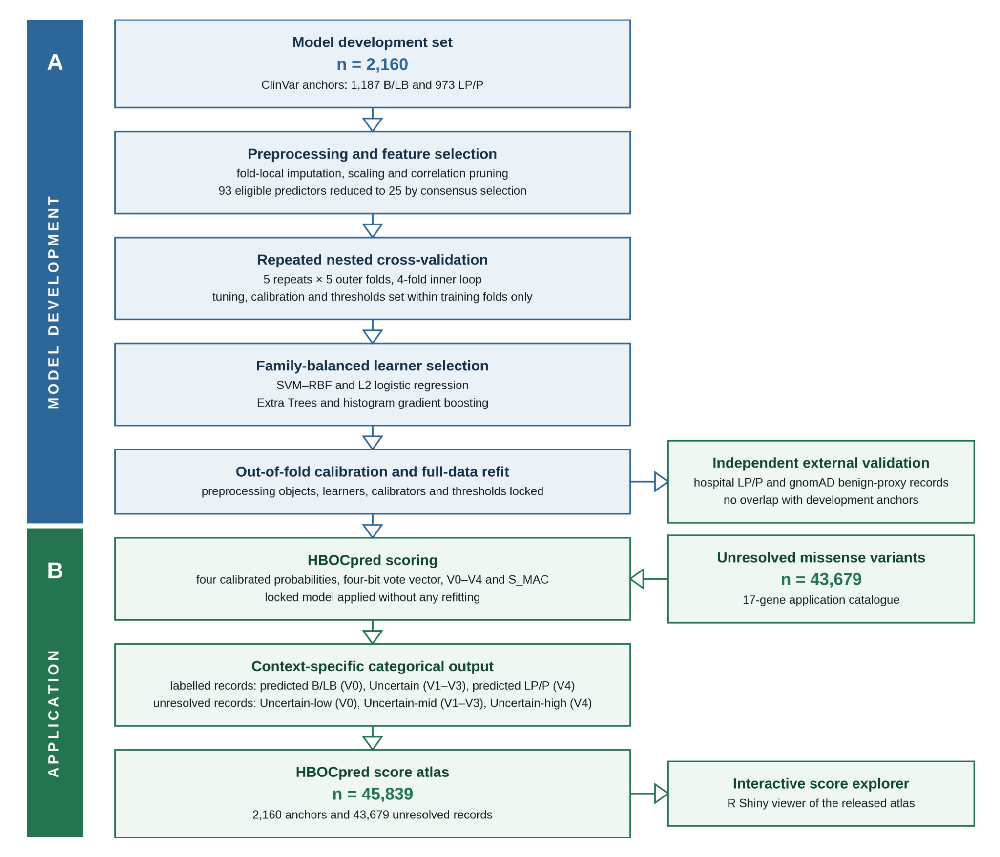 A
MODEL DEVELOPMENT
Model development set
n = 2,160
ClinVar anchors: 1,187 B/LB and 973 LP/P
Preprocessing and feature selection
fold-local imputation, scaling and correlation pruning
93 eligible predictors reduced to 25 by consensus selection
Repeated nested cross-validation
5 repeats × 5 outer folds, 4-fold inner loop
tuning, calibration and thresholds set within training folds only
Family-balanced learner selection
SVM–RBF and L2 logistic regression
Extra Trees and histogram gradient boosting
Out-of-fold calibration and full-data refit
preprocessing objects, learners, calibrators and thresholds locked
Independent external validation
hospital LP/P and gnomAD benign-proxy records
no overlap with development anchors
B
APPLICATION
HBOCpred scoring
four calibrated probabilities, four-bit vote vector, V0–V4 and S_MAC
locked model applied without any refitting
Unresolved missense variants
n = 43,679
17-gene application catalogue
Context-specific categorical output
labelled records: predicted B/LB (V0), Uncertain (V1–V3), predicted LP/P (V4)
unresolved records: Uncertain-low (V0), Uncertain-mid (V1–V3), Uncertain-high (V4)
HBOCpred score atlas
n = 45,839
2,160 anchors and 43,679 unresolved records
Interactive score explorer
R Shiny viewer of the released atlas